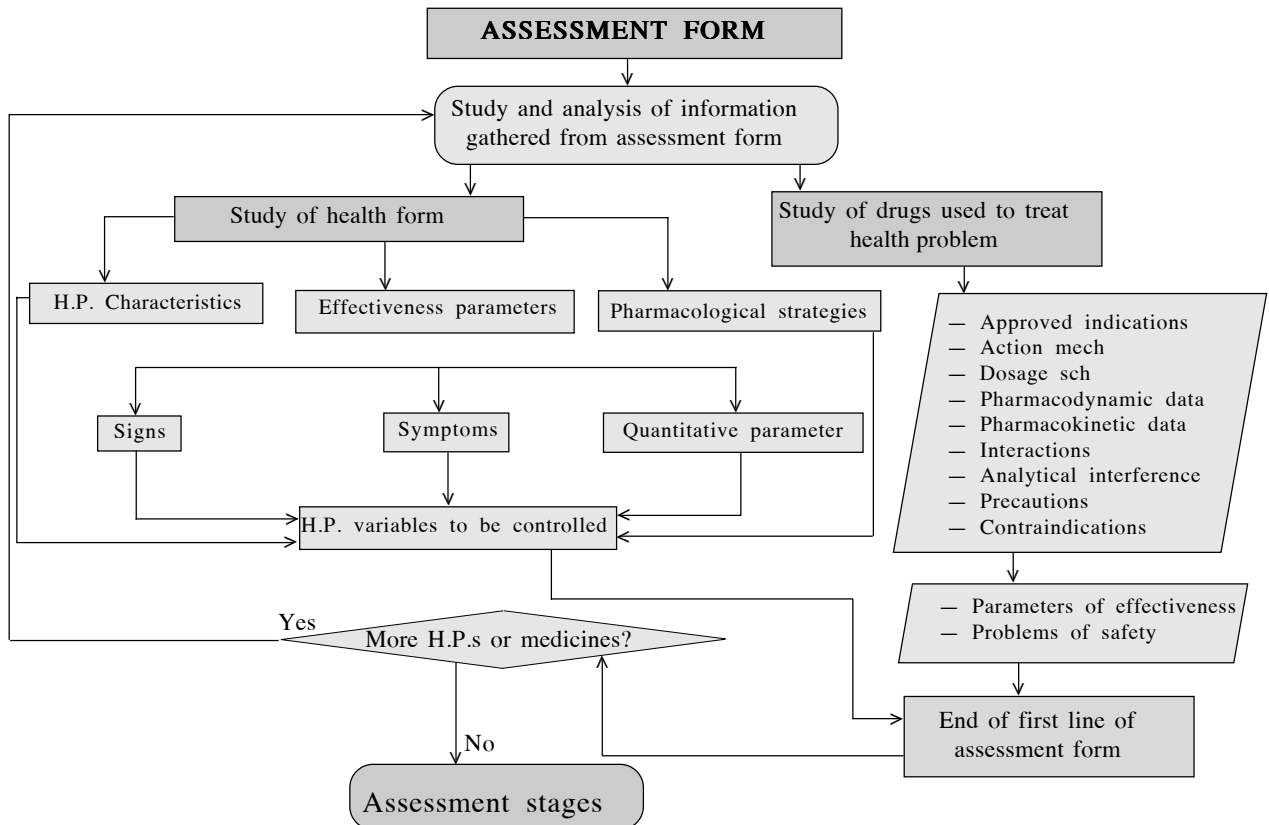 ASSESSMENT FORM
Study and analysis of information
gathered from assessment form
Study of health form
Study of drugs used to treat
health problem
H.P. Characteristics
Effectiveness parameters
Pharmacological strategies
— Approved indications
— Action mech
— Dosage sch
— Pharmacodynamic data
— Pharmacokinetic data
— Interactions
— Analytical interference
— Precautions
— Contraindications
Signs
Symptoms
Quantitative parameter
H.P. variables to be controlled
— Parameters of effectiveness
— Problems of safety
Yes
More H.P.s or medicines?
End of first line of
assessment form
No
Assessment stages